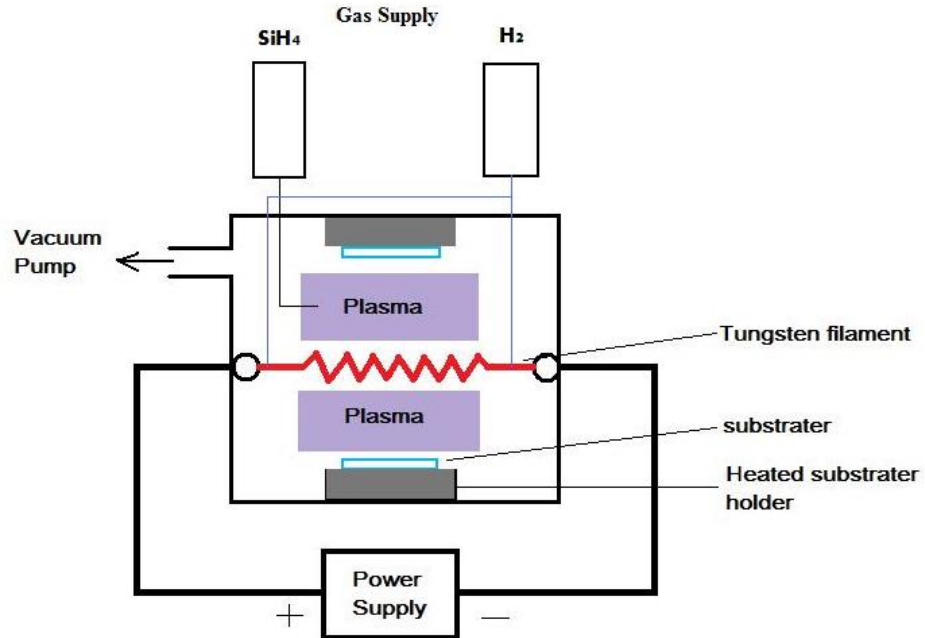 Gas Supply
SiH₄
H₂
Vacuum
Pump
Plasma
Tungsten filament
Plasma
substrater
Heated substrater
holder
Power
Supply
+
—